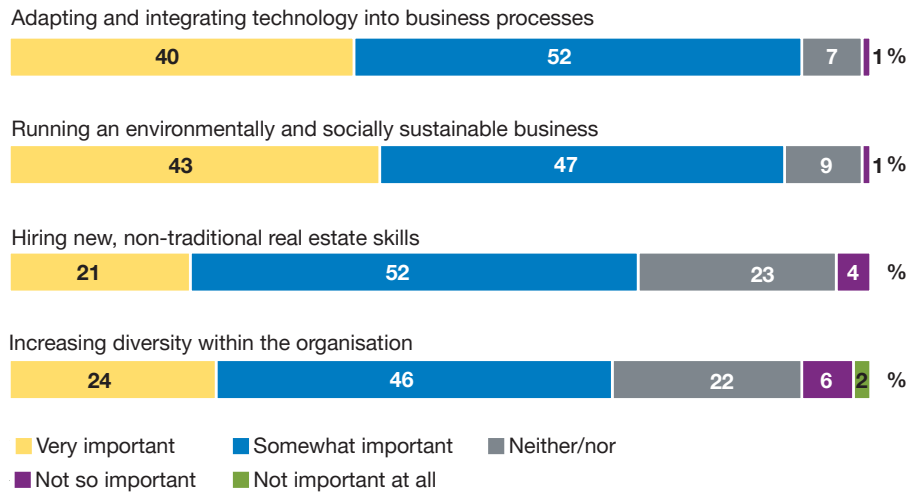 Adapting and integrating technology into business processes
40 52 7 1 %
Running an environmentally and socially sustainable business
43 47 9 1 %
Hiring new, non-traditional real estate skills
21 52 23 4 %
Increasing diversity within the organisation
24 46 22 6 2 %
Very important Somewhat important Neither/nor
Not so important Not important at all